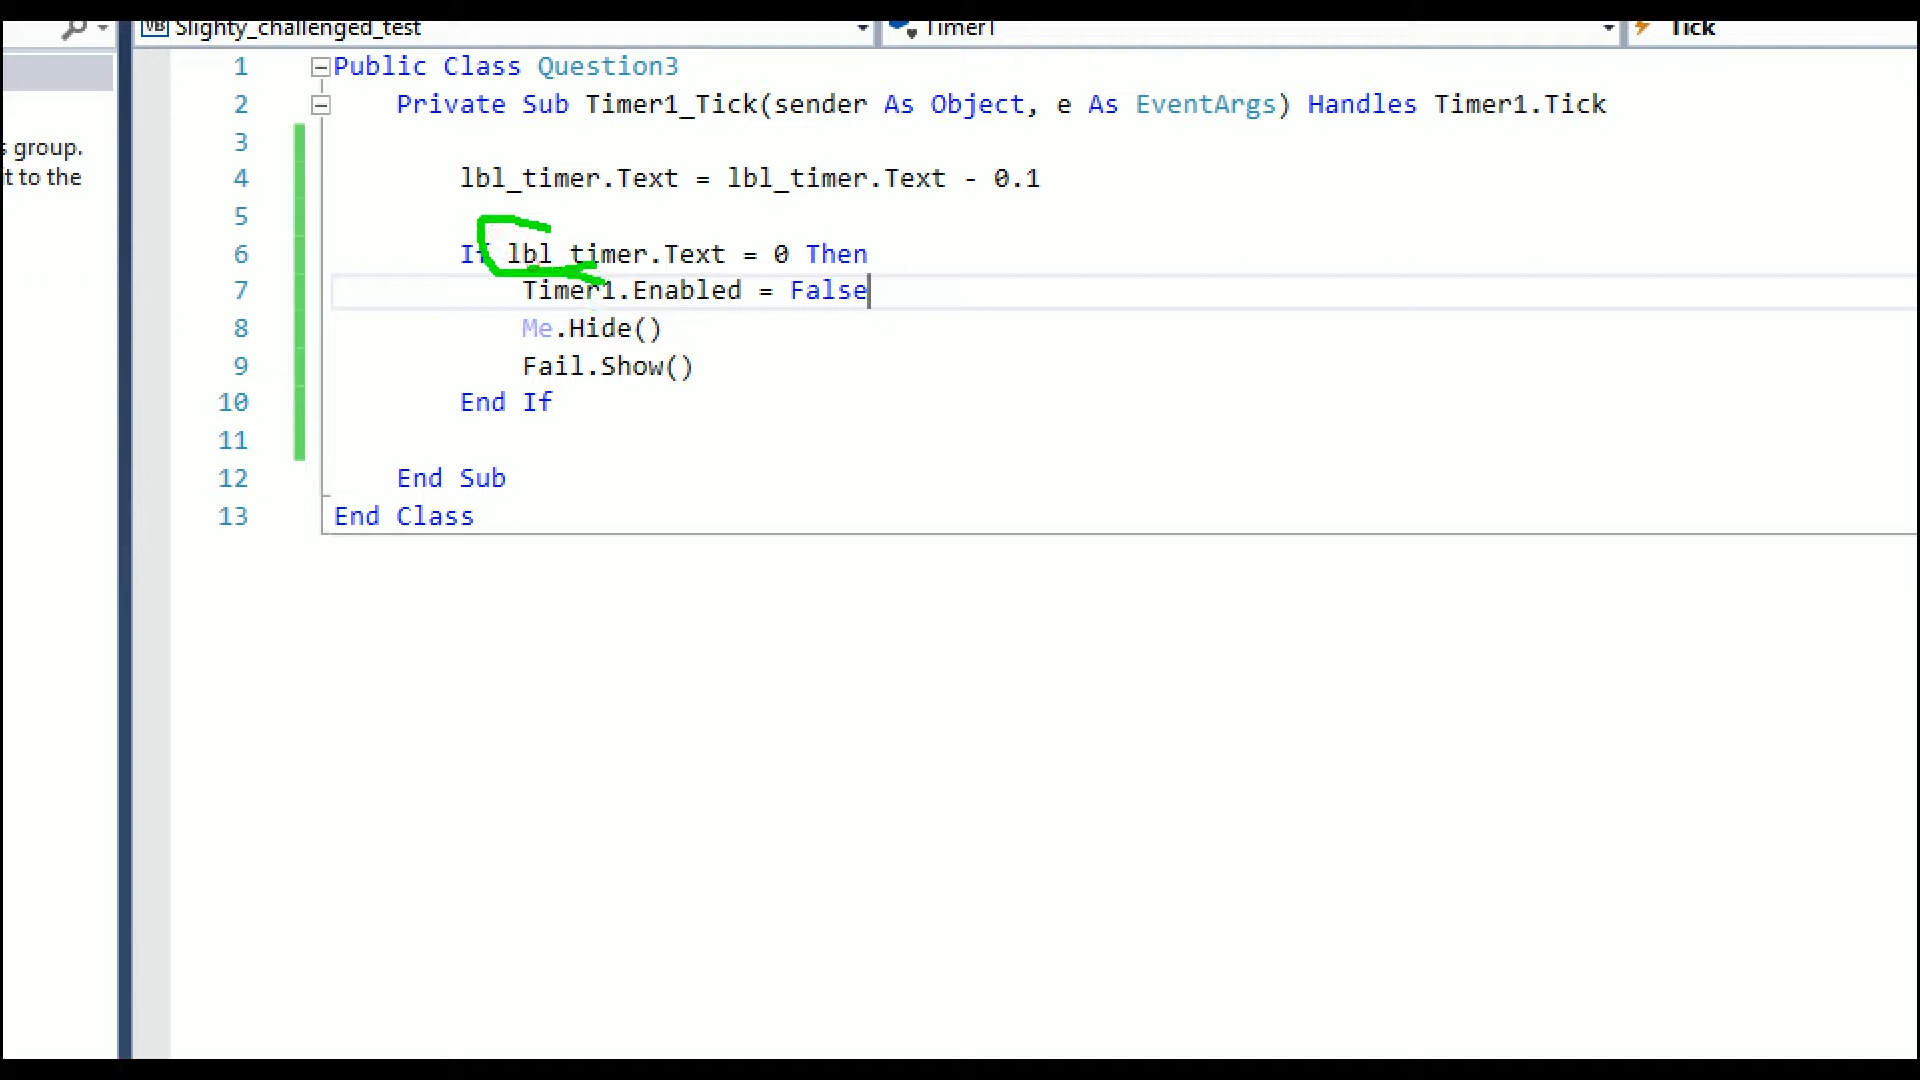 Slighty_challenged_test Timer1 Tick
s group.
t to the
1 Public Class Question3
2 Private Sub Timer1_Tick(sender As Object, e As EventArgs) Handles Timer1.Tick
3
4 lbl_timer.Text = lbl_timer.Text - 0.1
5
6 If lbl_timer.Text = 0 Then
7 Timer1.Enabled = False
8 Me.Hide()
9 Fail.Show()
10 End If
11
12 End Sub
13 End Class